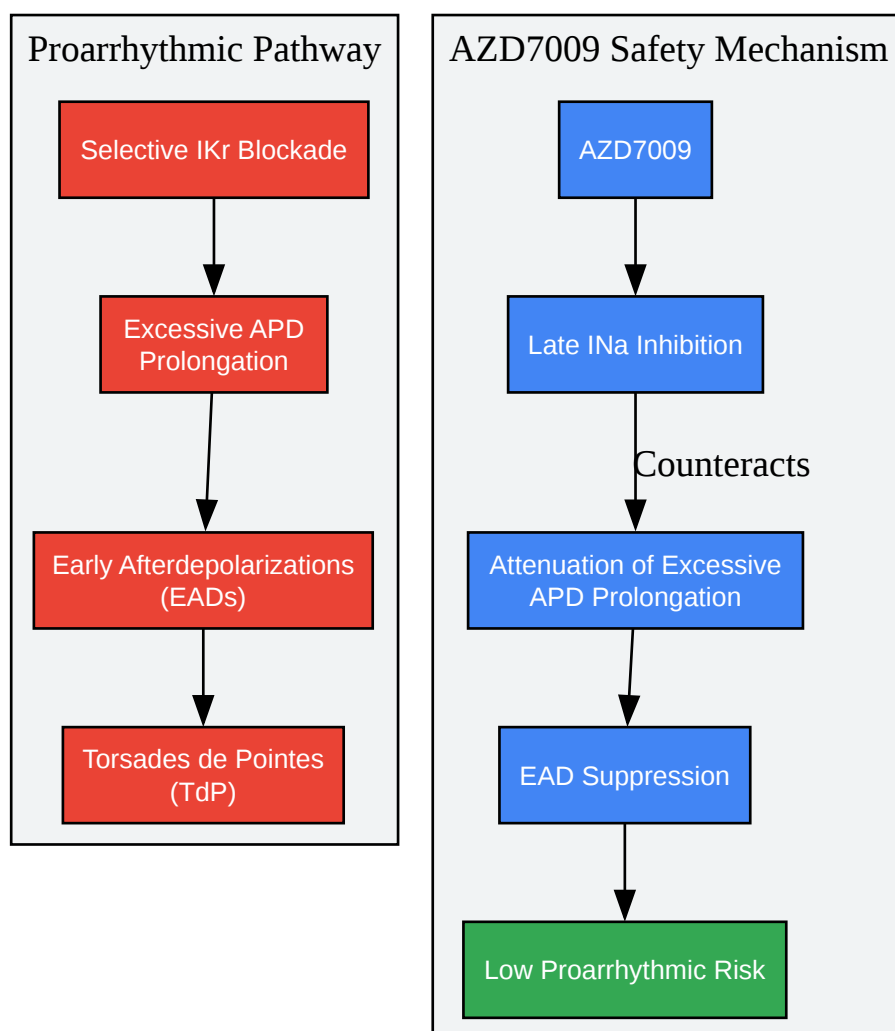 Proarrhythmic Pathway
Selective IKr Blockade
Excessive APD
Prolongation
Early Afterdepolarizations
(EADs)
Torsades de Pointes
(TdP)
AZD7009 Safety Mechanism
AZD7009
Late INa Inhibition
Counteracts
Attenuation of Excessive
APD Prolongation
EAD Suppression
Low Proarrhythmic Risk